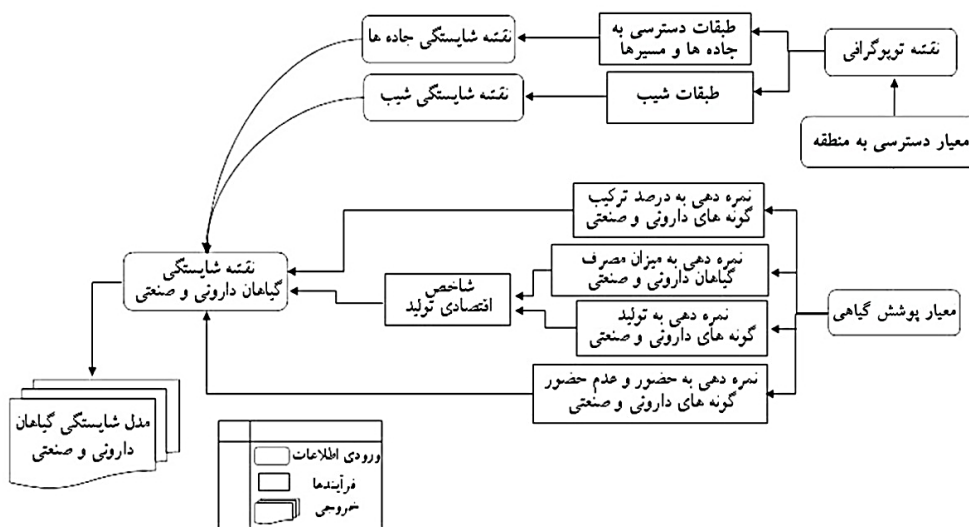 نقشه توپوگرافی
معیار دسترسی به منطقه
طبقات دسترسی به
جاده ها و مسیرها
نقشه شایستگی جاده ها
طبقات شیب
نقشه شایستگی شیب
معیار پوشش گیاهی
نمره دهی به درصد ترکیب
گونه های داروئی و صنعتی
نمره دهی به میزان مصرف
گیاهان داروئی و صنعتی
نمره دهی به تولید
گونه های داروئی و صنعتی
نمره دهی به حضور و عدم حضور
گونه های داروئی و صنعتی
شاخص
اقتصادی تولید
نقشه شایستگی
گیاهان داروئی و صنعتی
مدل شایستگی گیاهان
داروئی و صنعتی
ورودی اطلاعات
فرآیندها
خروجی